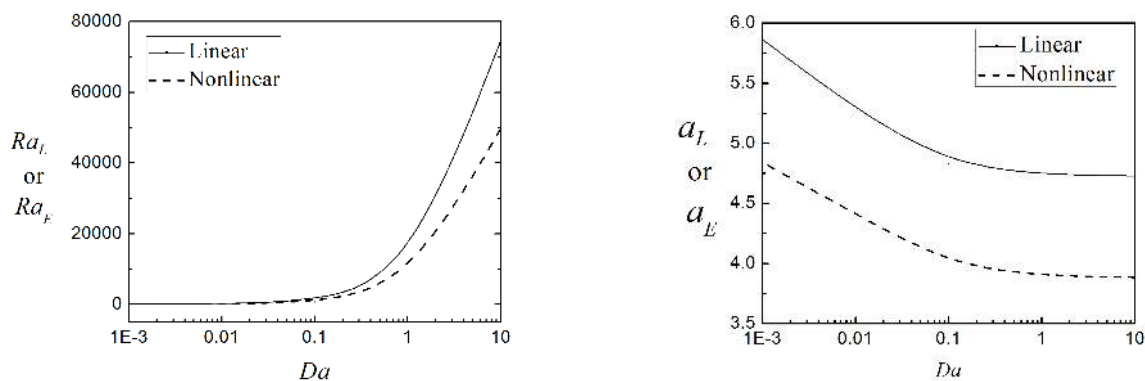 80000
60000
40000
20000
0
Ra_L
or
Ra_E
Linear
Nonlinear
1E-3
0.01
0.1
1
10
Da
6.0
5.5
5.0
4.5
4.0
3.5
a_L
or
a_E
Linear
Nonlinear
1E-3
0.01
0.1
1
10
Da